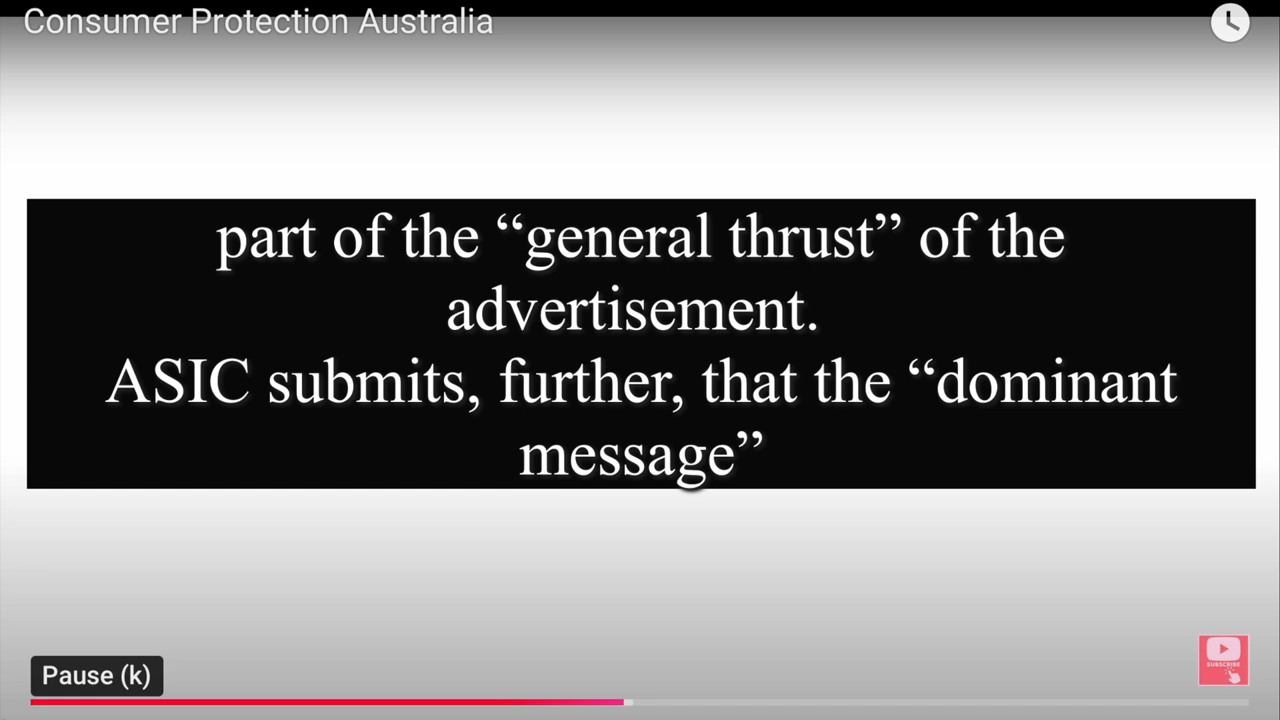 Consumer Protection Australia
part of the “general thrust” of the
advertisement.
ASIC submits, further, that the “dominant
message”
SUBSCRIBE
Pause (k)